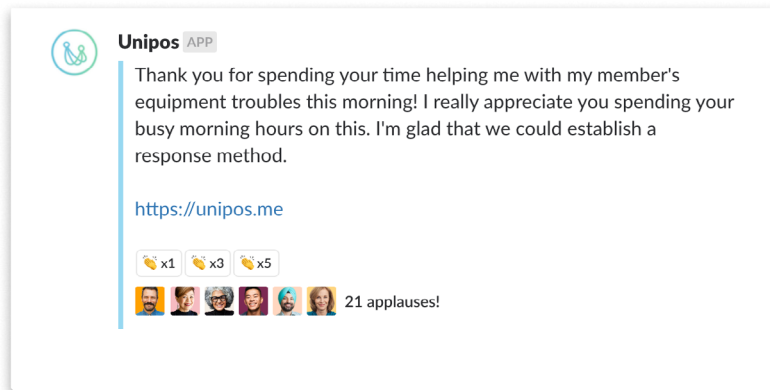 Unipos APP
Thank you for spending your time helping me with my member's
equipment troubles this morning! I really appreciate you spending your
busy morning hours on this. I'm glad that we could establish a
response method.
https://unipos.me
x1 x3 x5
21 applauses!